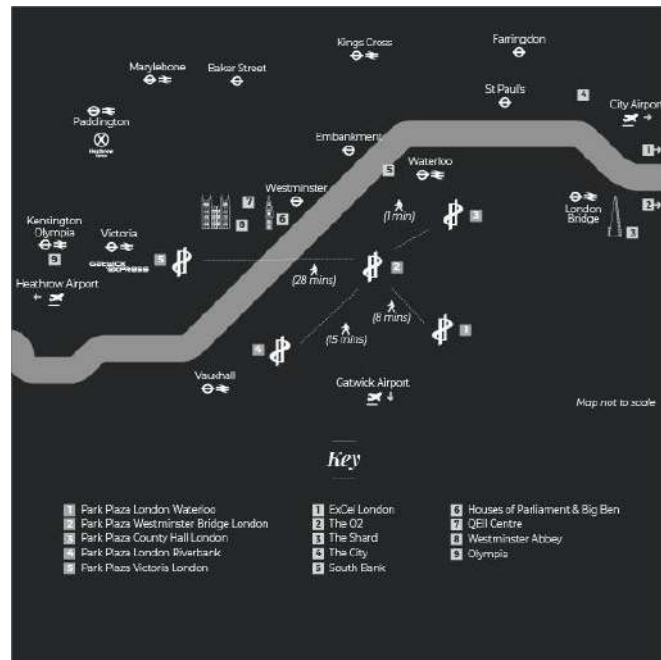 Kings Cross
Farringdon
Marylebone
Baker Street
St Paul's
4
City Airport
Paddington
Heathrow
Express
Embankment
1
5
Waterloo
Westminster
7
6
8
(1 min)
3
2
London
Bridge
3
Kensington
Olympia
9
Victoria
GATWICK EXPRESS
5
2
Heathrow Airport
(28 mins)
(8 mins)
1
(15 mins)
4
Vauxhall
Gatwick Airport
Map not to scale
Key
1 Park Plaza London Waterloo
2 Park Plaza Westminster Bridge London
3 Park Plaza County Hall London
4 Park Plaza London Riverbank
5 Park Plaza Victoria London
1 ExCel London
2 The O2
3 The Shard
4 The City
5 South Bank
6 Houses of Parliament & Big Ben
7 QEII Centre
8 Westminster Abbey
9 Olympia